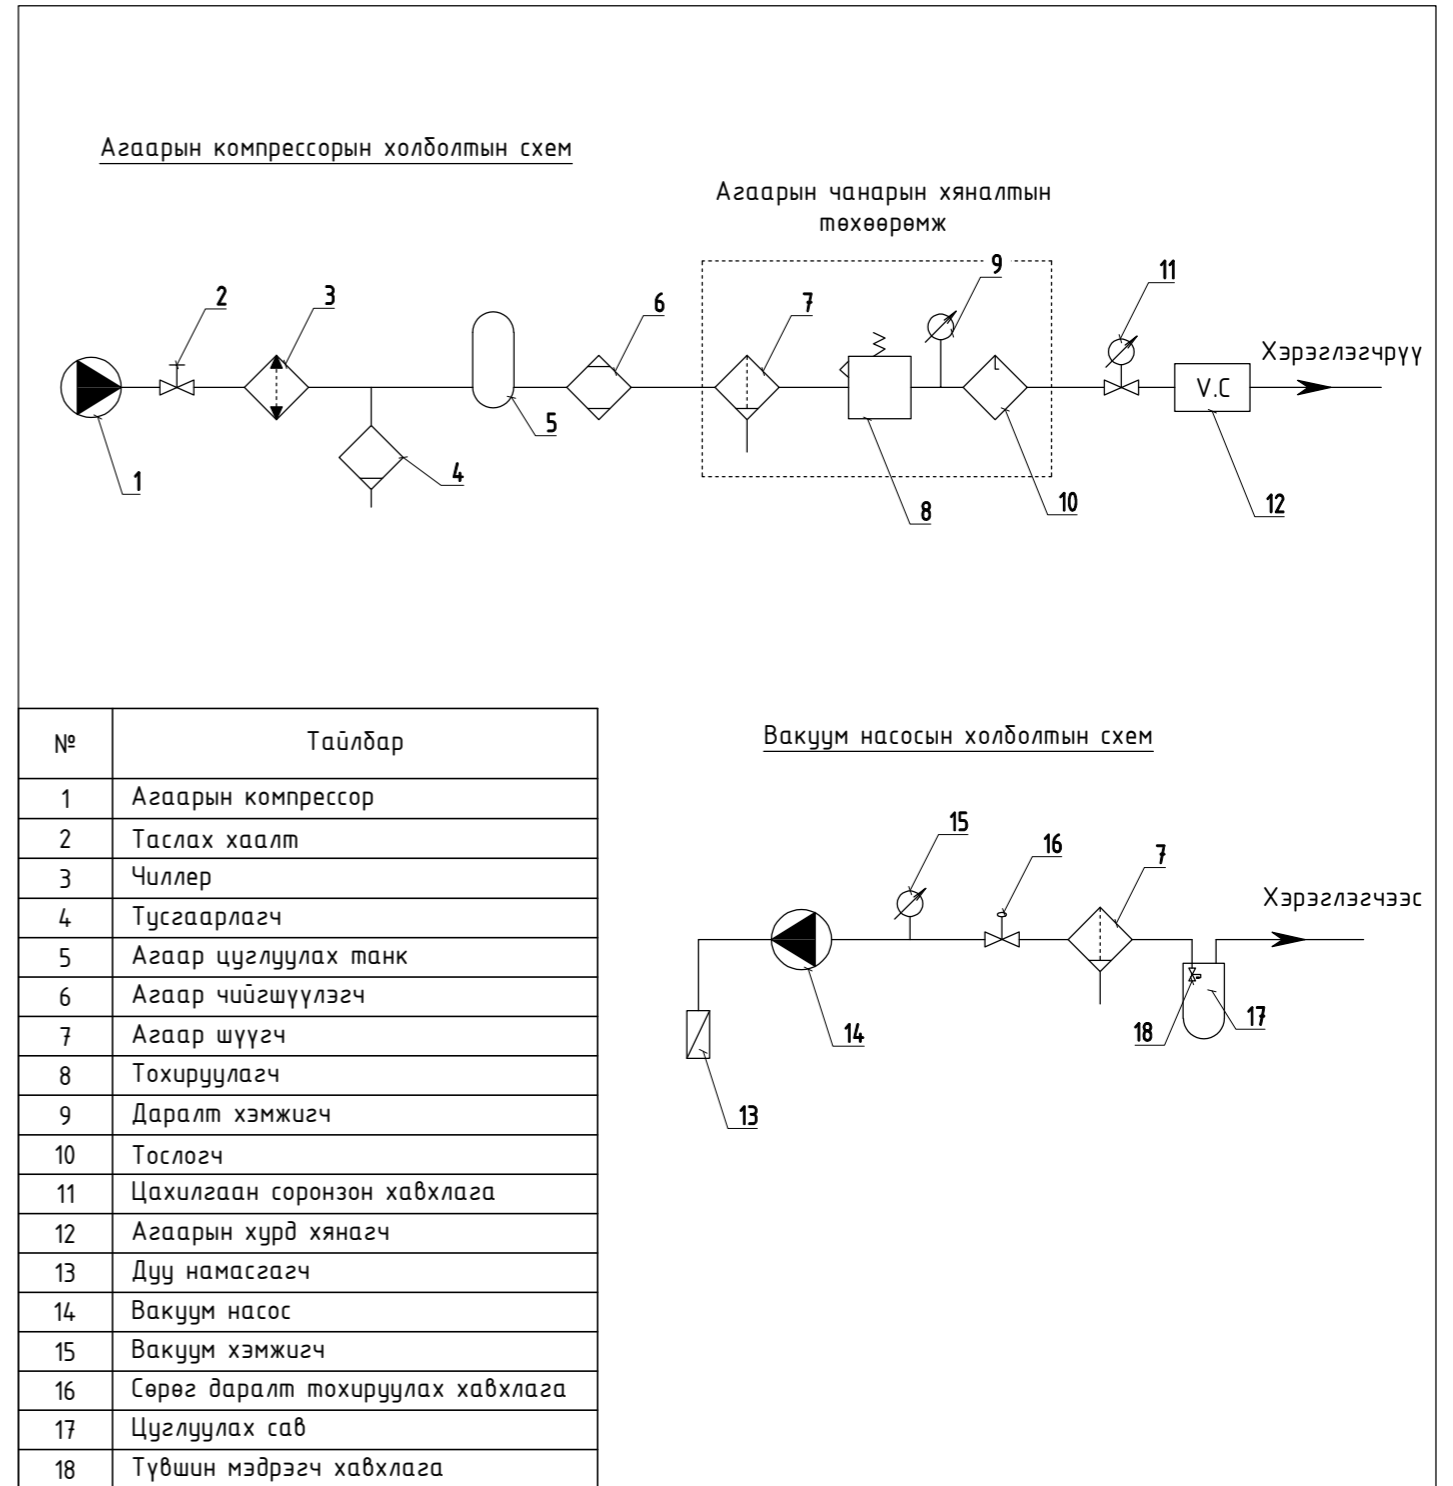 Агаарын компрессорын холболтын схем
Агаарын чанарын хяналтын
төхөөрөмж
1
2
3
4
5
6
7
8
9
10
11
V.C
12
Хэрэглэгчрүү
№ Тайлбар
1 Агаарын компрессор
2 Таслах хаалт
3 Чиллер
4 Тусгаарлагч
5 Агаар цуглуулах танк
6 Агаар чийгшүүлэгч
7 Агаар шүүгч
8 Тохируулагч
9 Даралт хэмжигч
10 Тослогч
11 Цахилгаан соронзон хавхлага
12 Агаарын хурд хянагч
13 Дуу намасгагч
14 Вакуум насос
15 Вакуум хэмжигч
16 Сөрөг даралт тохируулах хавхлага
17 Цуглуулах сав
18 Түвшин мэдрэгч хавхлага
Вакуум насосын холболтын схем
15
16
7
Хэрэглэгчээс
14
18
17
13